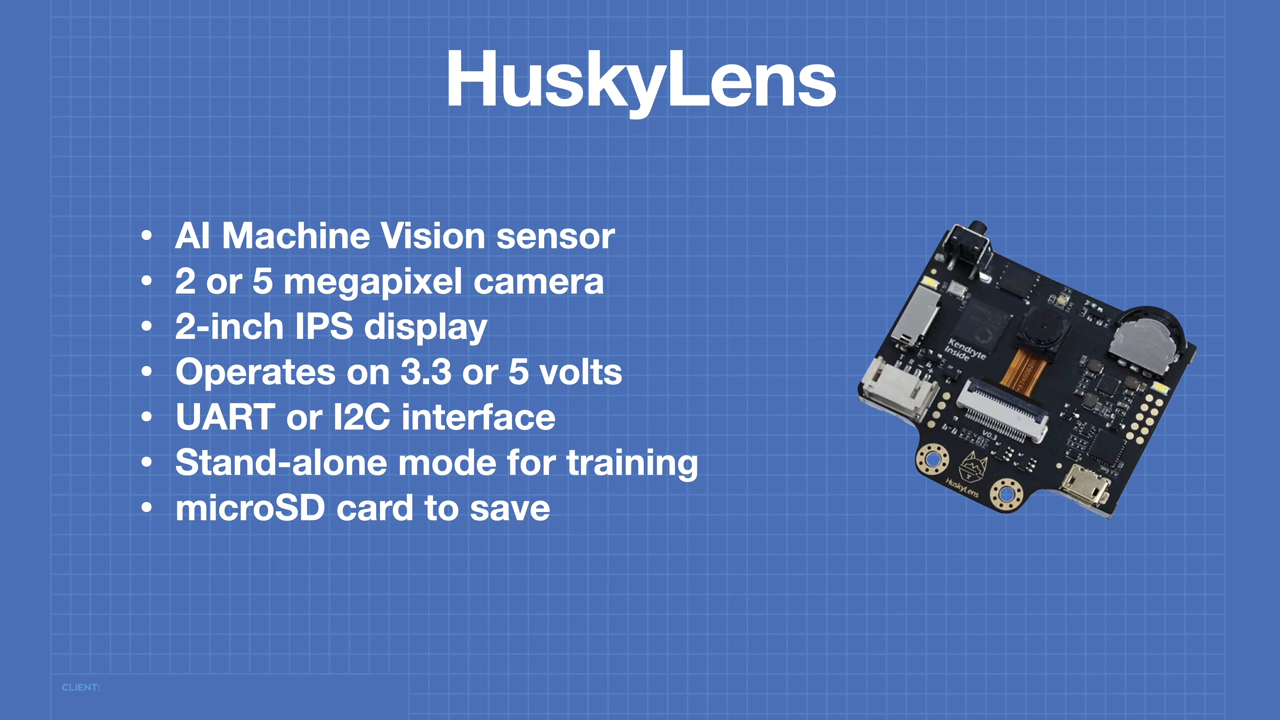 HuskyLens
• AI Machine Vision sensor
• 2 or 5 megapixel camera
• 2-inch IPS display
• Operates on 3.3 or 5 volts
• UART or I2C interface
• Stand-alone mode for training
• microSD card to save
Kendryte
Inside
V0.3
HuskyLens
CLIENT: